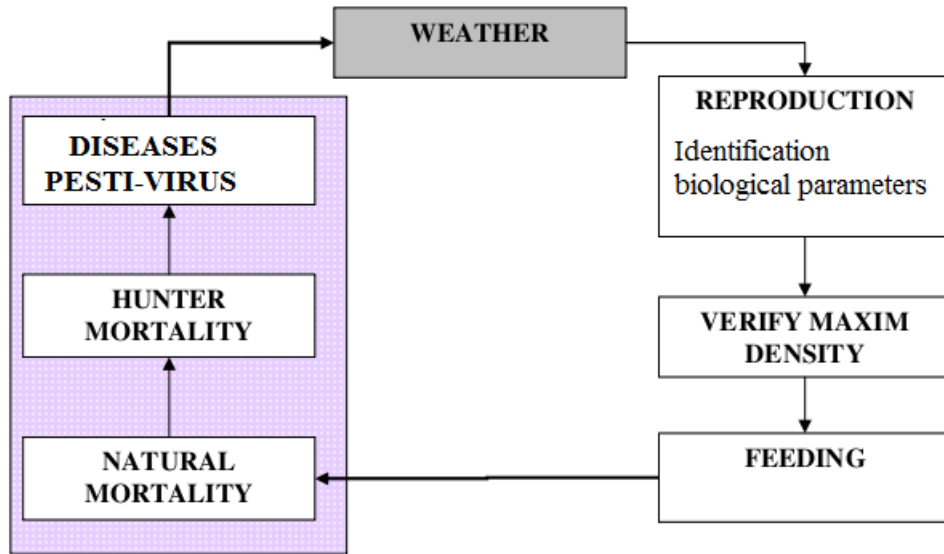 WEATHER
REPRODUCTION
Identification
biological parameters
VERIFY MAXIM
DENSITY
FEEDING
NATURAL
MORTALITY
HUNTER
MORTALITY
DISEASES
PESTI-VIRUS